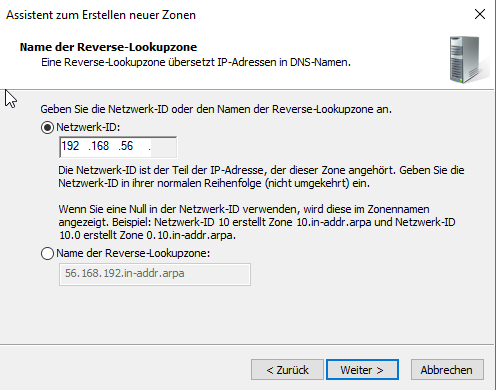 Assistent zum Erstellen neuer Zonen
Name der Reverse-Lookupzone
Eine Reverse-Lookupzone übersetzt IP-Adressen in DNS-Namen.
Geben Sie die Netzwerk-ID oder den Namen der Reverse-Lookupzone an.
Netzwerk-ID:
192 .168 .56 .
Die Netzwerk-ID ist der Teil der IP-Adresse, der dieser Zone angehört. Geben Sie die
Netzwerk-ID in ihrer normalen Reihenfolge (nicht umgekehrt) ein.
Wenn Sie eine Null in der Netzwerk-ID verwenden, wird diese im Zonennamen
angezeigt. Beispiel: Netzwerk-ID 10 erstellt Zone 10.in-addr.arpa und Netzwerk-ID
10.0 erstellt Zone 0.10.in-addr.arpa.
Name der Reverse-Lookupzone:
56.168.192.in-addr.arpa
< Zurück Weiter > Abbrechen